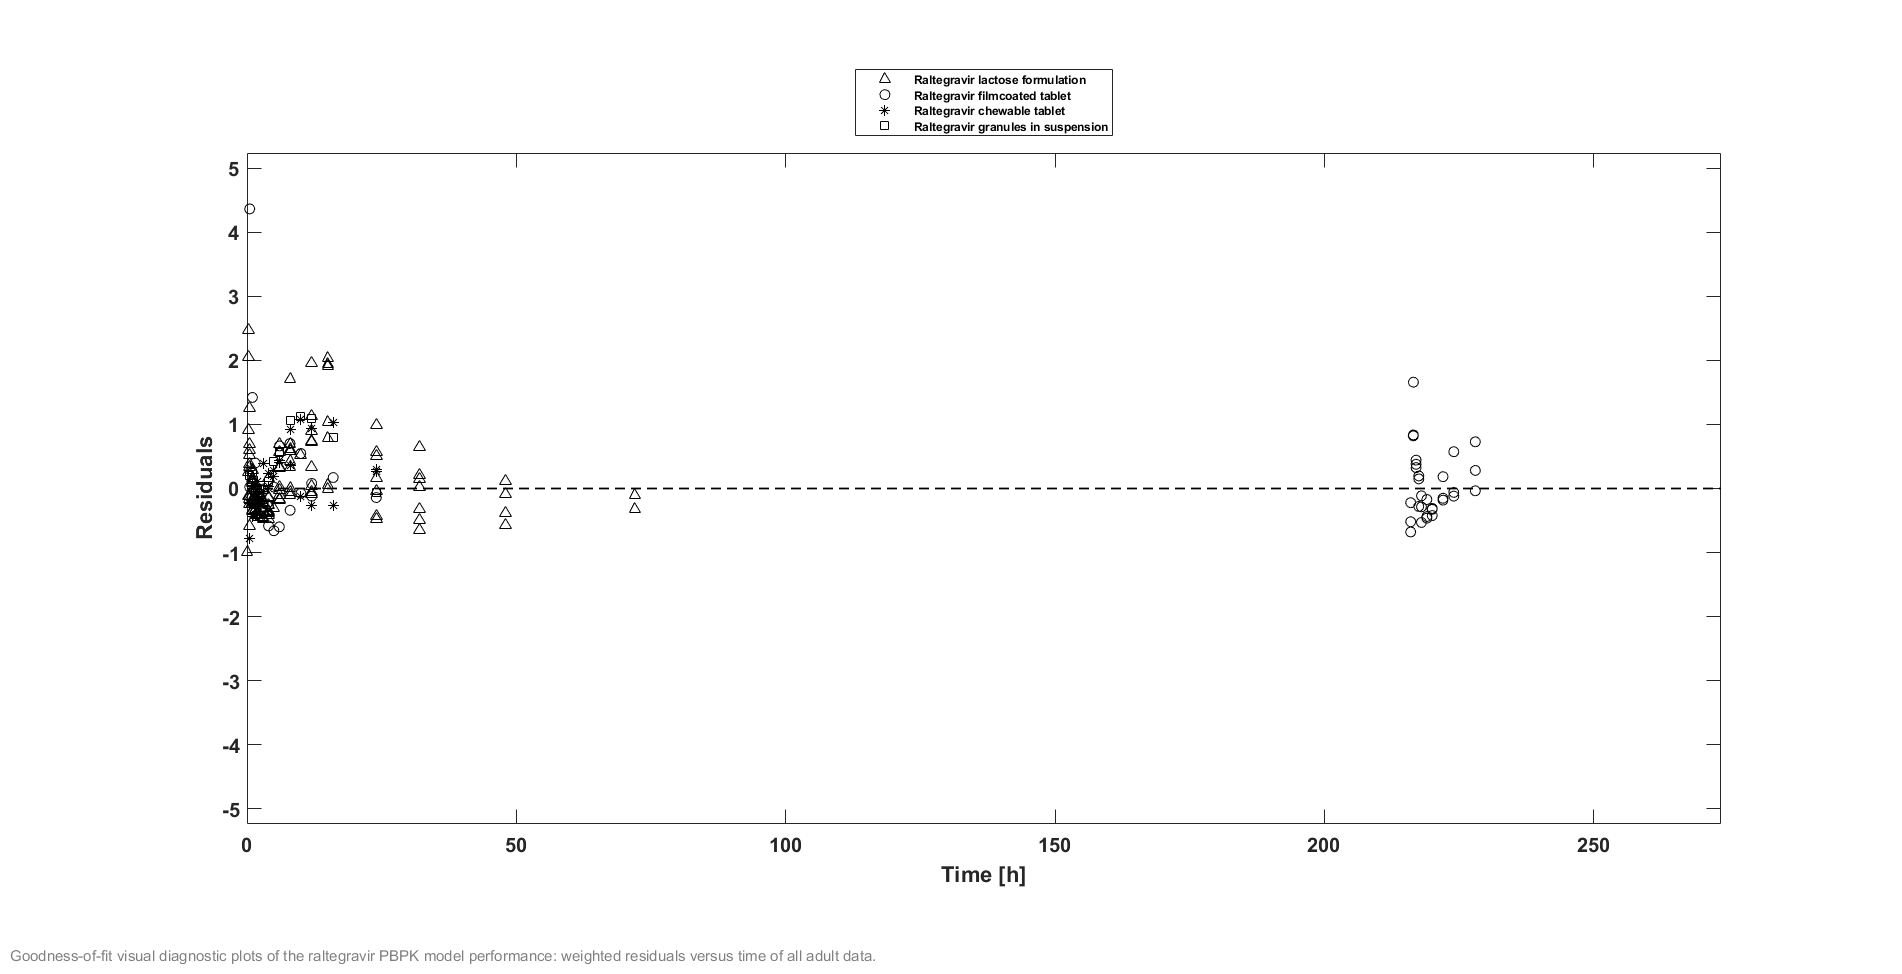 Raltegravir lactose formulation
Raltegravir filmcoated tablet
Raltegravir chewable tablet
Raltegravir granules in suspension
5
4
3
2
1
0
-1
-2
-3
-4
-5
Residuals
0 50 100 150 200 250
Time [h]
Goodness-of-fit visual diagnostic plots of the raltegravir PBPK model performance: weighted residuals versus time of all adult data.